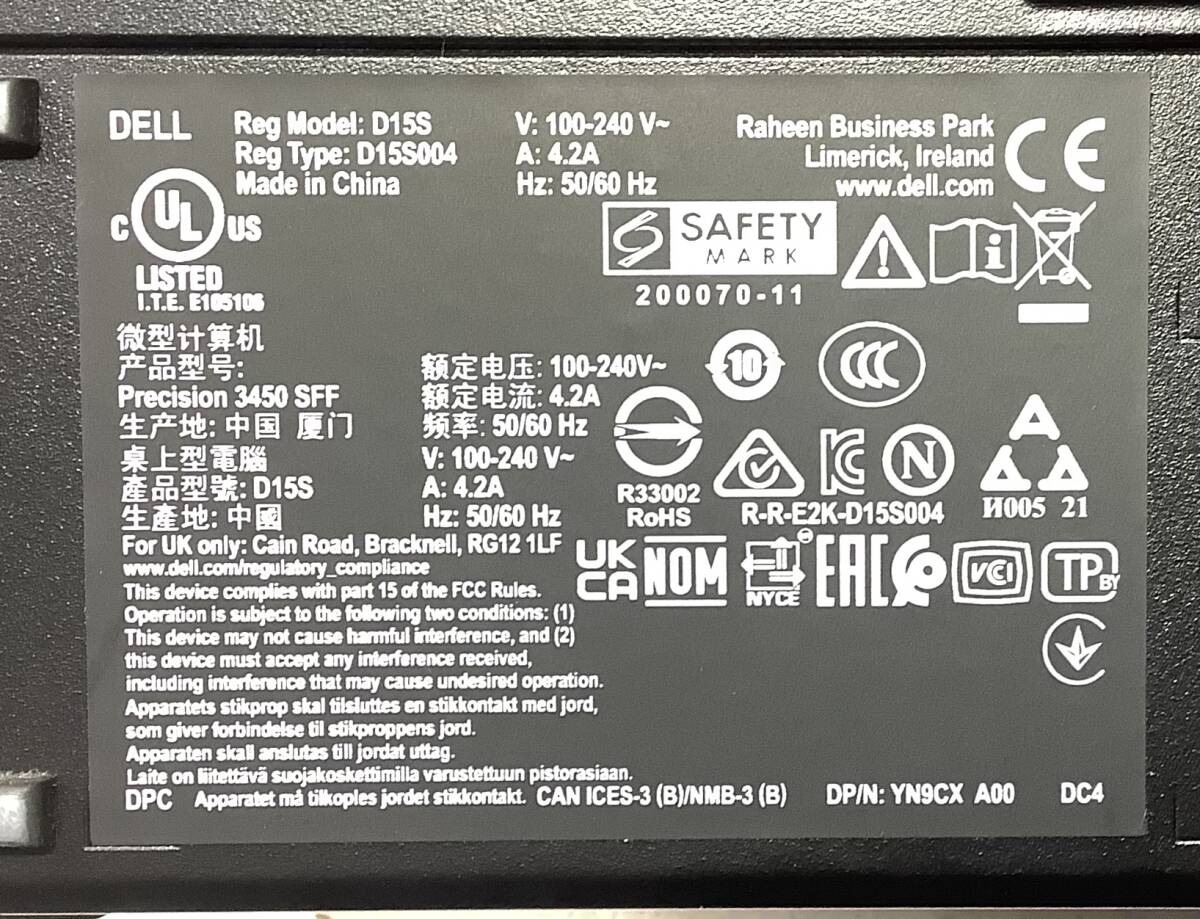 DELL
Reg Model: D15S
Reg Type: D15S004
Made in China
V: 100-240 V~
A: 4.2A
Hz: 50/60 Hz
Raheen Business Park
Limerick, Ireland
www.dell.com
CE
C UL US
LISTED
I.T.E. E105106
SAFETY
MARK
200070-11
i
微型计算机
产品型号:
Precision 3450 SFF
生产地: 中国 厦门
额定电压: 100-240V~
额定电流: 4.2A
频率: 50/60 Hz
10
CCC
桌上型電腦
產品型號: D15S
生產地: 中國
V: 100-240 V~
A: 4.2A
Hz: 50/60 Hz
R33002
RoHS
KC
N
R-R-E2K-D15S004
И005 21
For UK only: Cain Road, Bracknell, RG12 1LF
www.dell.com/regulatory_compliance
UK
CA
NOM
NYCE
EAC
VCCI
TP BY
This device complies with part 15 of the FCC Rules.
Operation is subject to the following two conditions: (1)
This device may not cause harmful interference, and (2)
this device must accept any interference received,
including interference that may cause undesired operation.
Apparatets stikprop skal tilsluttes en stikkontakt med jord,
som giver forbindelse til stikproppens jord.
Apparaten skall anslutas till jordat uttag.
Laite on liitettävä suojakoskettimilla varustettuun pistorasiaan.
DPC Apparatet må tilkoples jordet stikkontakt. CAN ICES-3 (B)/NMB-3 (B) DP/N: YN9CX A00 DC4